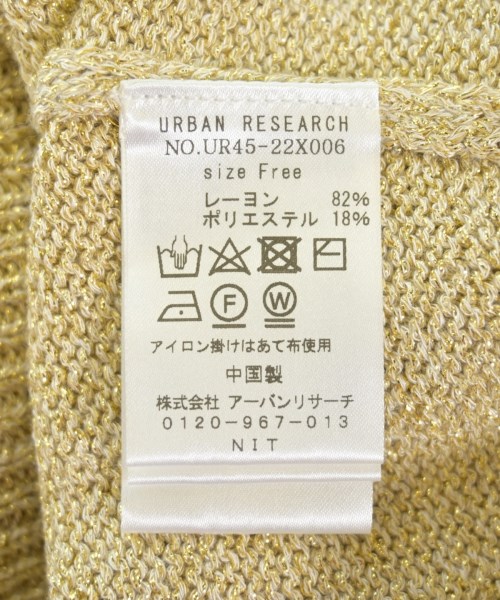 URBAN RESEARCH
NO.UR45-22X006
size Free
レーヨン 82%
ポリエステル 18%
F W
アイロン掛けはあて布使用
中国製
株式会社 アーバンリサーチ
0120-967-013
NIT